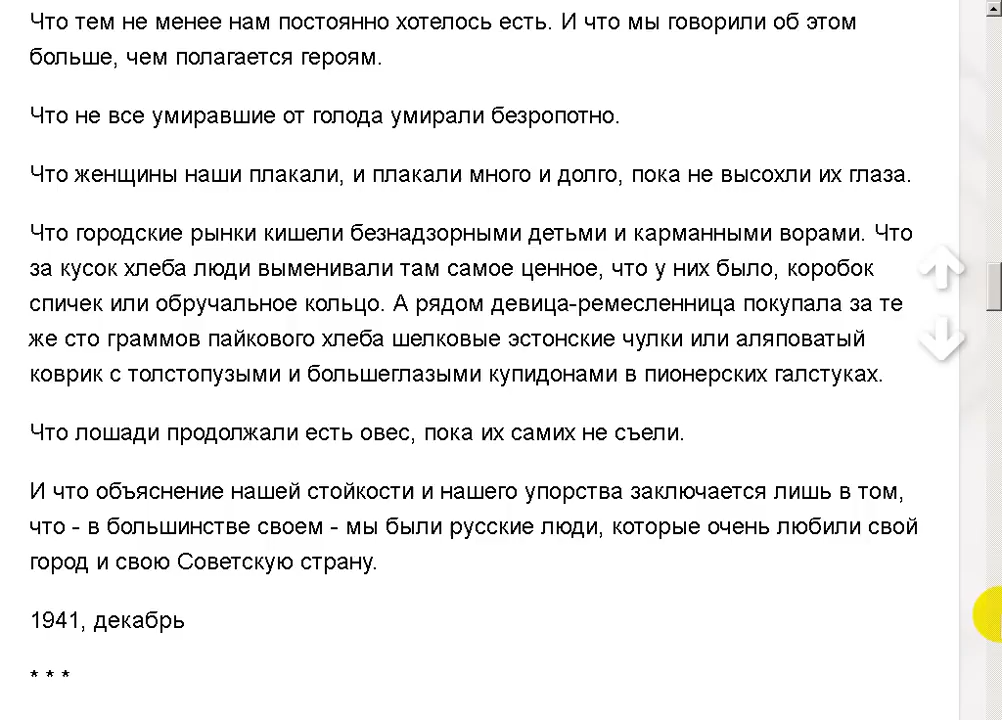 Что тем не менее нам постоянно хотелось есть. И что мы говорили об этом
больше, чем полагается героям.
Что не все умиравшие от голода умирали безропотно.
Что женщины наши плакали, и плакали много и долго, пока не высохли их глаза.
Что городские рынки кишели безнадзорными детьми и карманными ворами. Что
за кусок хлеба люди выменивали там самое ценное, что у них было, коробок
спичек или обручальное кольцо. А рядом девица-ремесленница покупала за те
же сто граммов пайкового хлеба шелковые эстонские чулки или аляповатый
коврик с толстопузыми и большеглазыми купидонами в пионерских галстуках.
Что лошади продолжали есть овес, пока их самих не съели.
И что объяснение нашей стойкости и нашего упорства заключается лишь в том,
что - в большинстве своем - мы были русские люди, которые очень любили свой
город и свою Советскую страну.
1941, декабрь
* * *